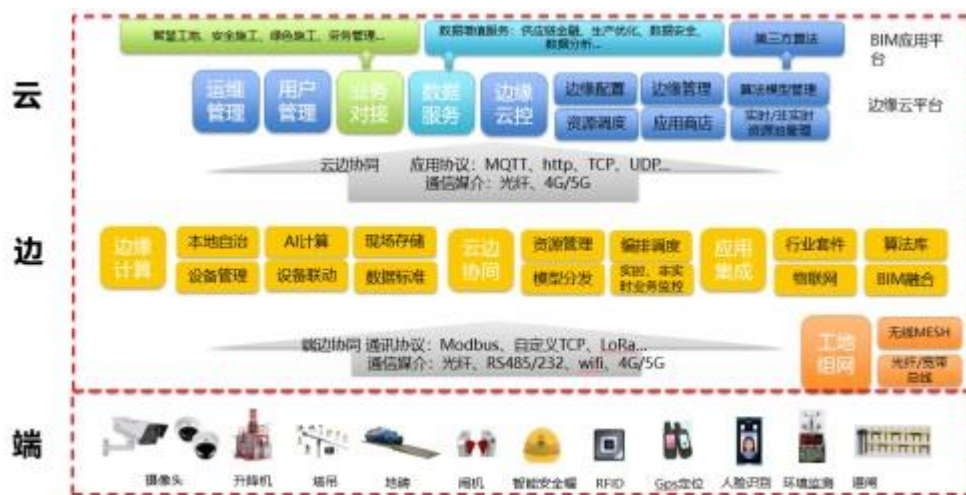 智慧工地、安全施工、绿色施工、劳务管理...
数据增值服务：供应链金融、生产优化、数据安全、
数据分析...
第三方算法
BIM应用平
台
云
运维
管理
用户
管理
业务
对接
数据
服务
边缘
云控
边缘配置
边缘管理
算法模型管理
资源调度
应用商店
实时/非实时
资源池管理
边缘云平台
云边协同 应用协议：MQTT、http、TCP、UDP...
通信媒介：光纤、4G/5G
边
边缘
计算
本地自治
AI计算
现场存储
设备管理
设备联动
数据标准
云边
协同
资源管理
编排调度
模型分发
实时、非实
时业务监控
应用
集成
行业套件
算法库
物联网
BIM融合
端边协同 通讯协议：Modbus、自定义TCP、LoRa...
通信媒介：光纤、RS485/232、wifi、4G/5G
工地
组网
无线MESH
光纤/宽带
总线
端
摄像头
升降机
塔吊
地磅
闸机
智能安全帽
RFID
Gps定位
人脸识别
环境监测
道闸